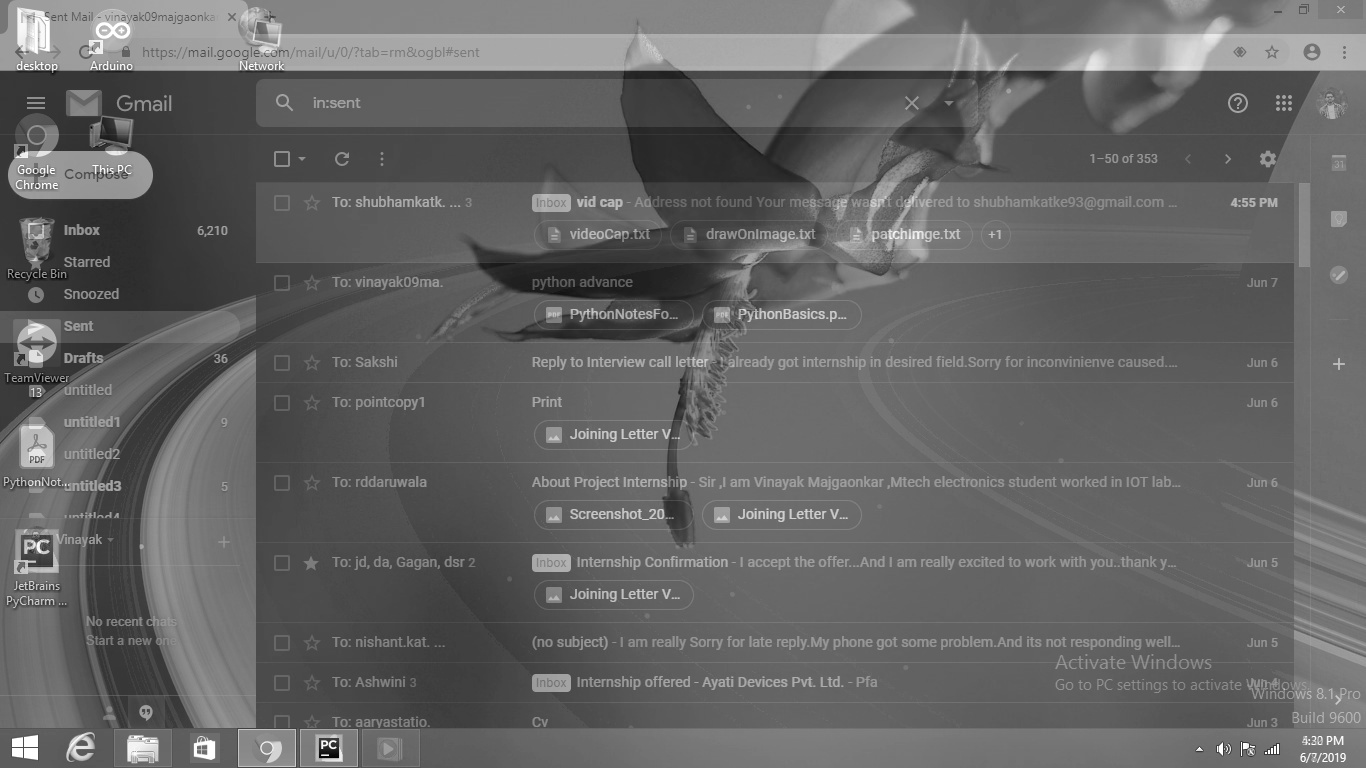 Sent Mail - vinayak09majgaonka
https://mail.google.com/mail/u/0/?tab=rm&ogbl#sent
desktop
Arduino
Network
Gmail
in:sent
Google Chrome
This PC
Compose
1–50 of 353
Inbox 6,210
Starred
Recycle Bin
Snoozed
Sent
Drafts 36
TeamViewer 13
untitled
untitled1 9
untitled2
PythonNot...
untitled3 5
untitled4
Vinayak
JetBrains PyCharm ...
No recent chats
Start a new one
To: shubhamkatk. ... 3 Inbox vid cap - Address not found Your message wasn't delivered to shubhamkatke93@gmail.com ... 4:55 PM
videoCap.txt drawOnImage.txt patchimge.txt +1
To: vinayak09ma. python advance Jun 7
PythonNotesFo... PythonBasics.p...
To: Sakshi Reply to Interview call letter - I already got internship in desired field.Sorry for inconvinienve caused.... Jun 6
To: pointcopy1 Print Jun 6
Joining Letter V...
To: rddaruwala About Project Internship - Sir ,I am Vinayak Majgaonkar ,Mtech electronics student worked in IOT lab... Jun 6
Screenshot_20... Joining Letter V...
To: jd, da, Gagan, dsr 2 Inbox Internship Confirmation - I accept the offer...And I am really excited to work with you..thank y... Jun 5
Joining Letter V...
To: nishant.kat. ... (no subject) - I am really Sorry for late reply.My phone got some problem.And its not responding well... Jun 5
To: Ashwini 3 Inbox Internship offered - Ayati Devices Pvt. Ltd. - Pfa Jun 4
To: aaryastatio. Cv Jun 3
Activate Windows
Go to PC settings to activate Windows.
Windows 8.1 Pro
Build 9600
PC
PM
6/7/2019